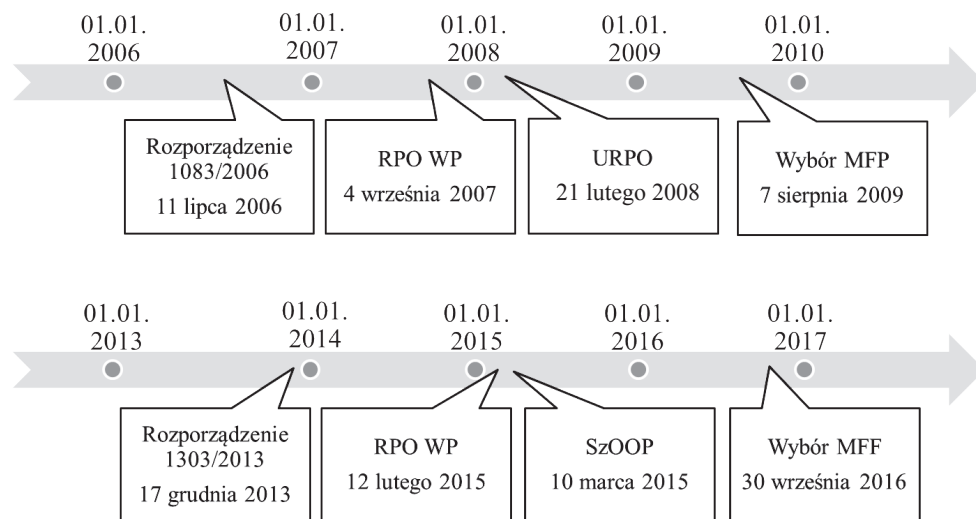 01.01.
2006
01.01.
2007
01.01.
2008
01.01.
2009
01.01.
2010
Rozporządzenie
1083/2006
11 lipca 2006
RPO WP
4 września 2007
URPO
21 lutego 2008
Wybór MFP
7 sierpnia 2009
01.01.
2013
01.01.
2014
01.01.
2015
01.01.
2016
01.01.
2017
Rozporządzenie
1303/2013
17 grudnia 2013
RPO WP
12 lutego 2015
SzOOP
10 marca 2015
Wybór MFF
30 września 2016